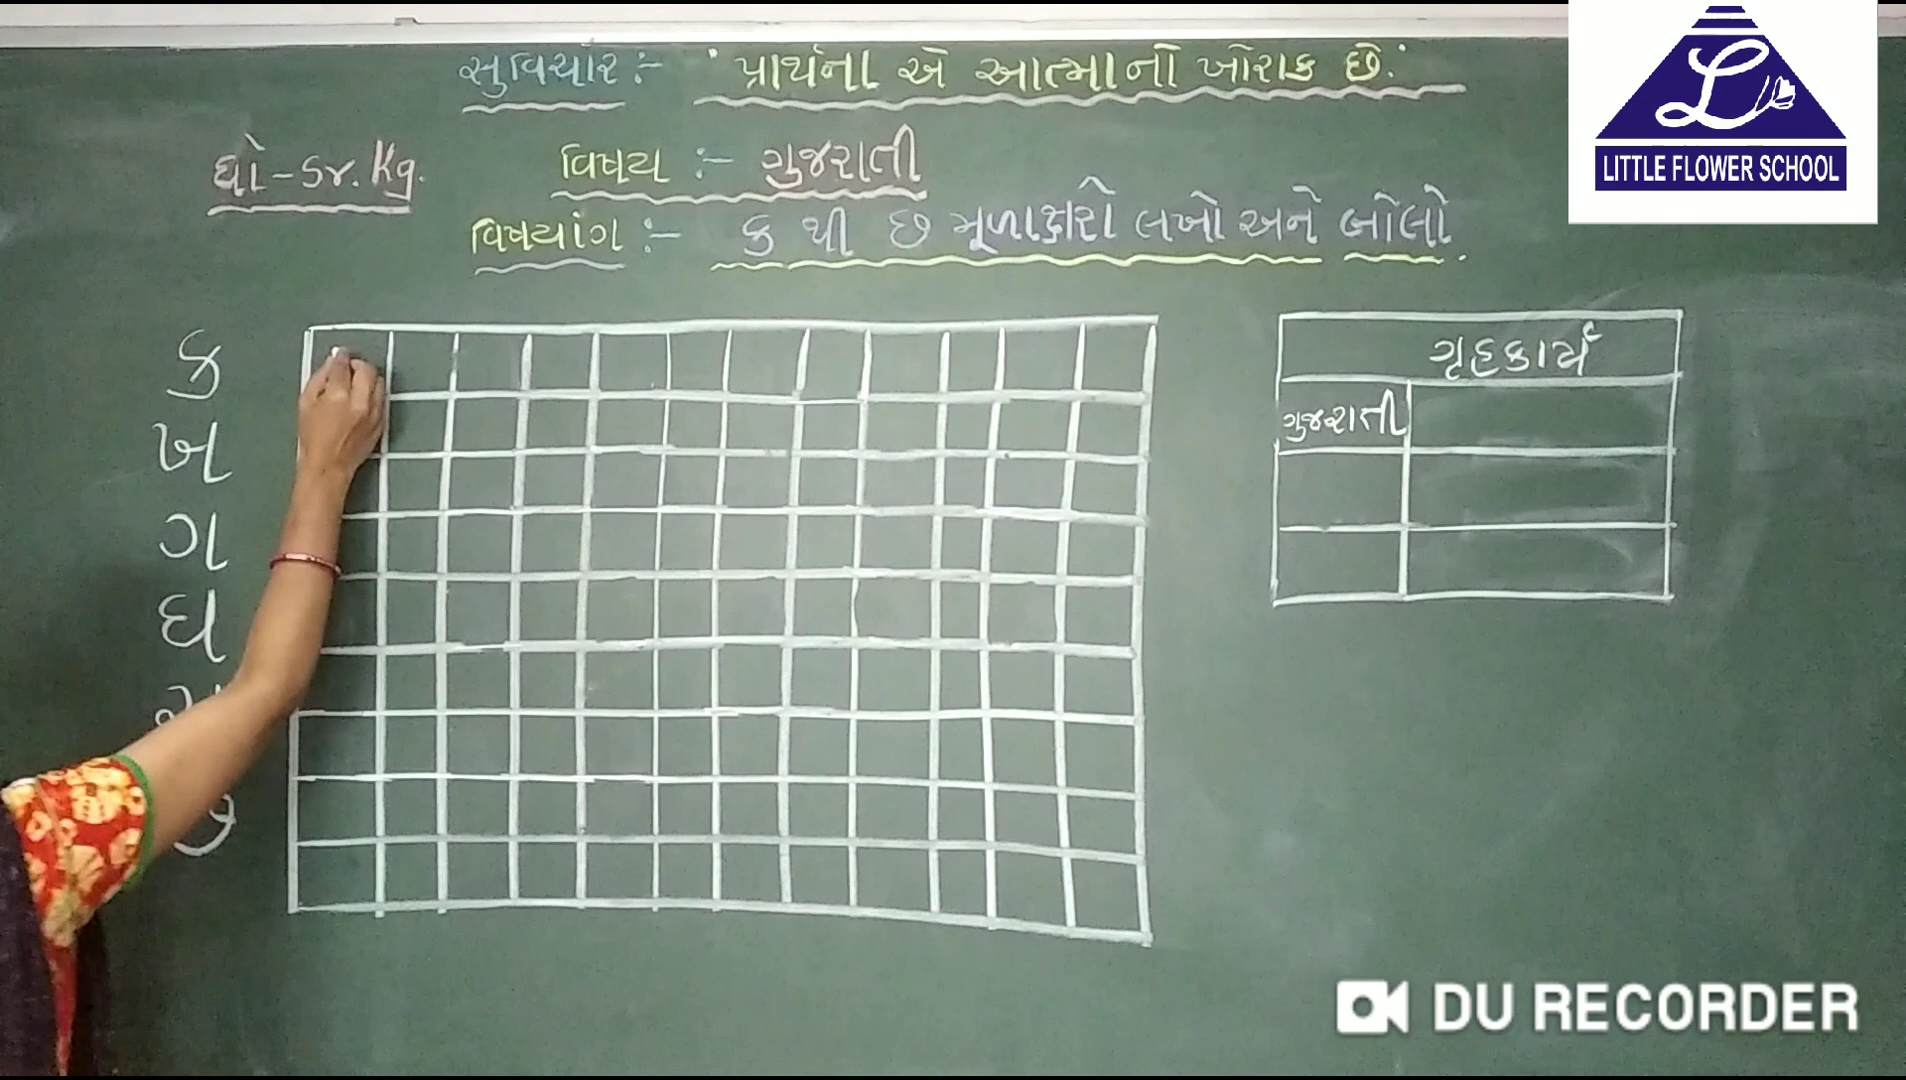 સુવિચાર :- "પ્રાર્થના એ આત્માનો ખોરાક છે."
LITTLE FLOWER SCHOOL
ધો-Sr.Kg.
વિષય :- ગુજરાતી
વિષયાંગ :- ક થી છ મૂળાક્ષરો લખો અને બોલો.
ગૃહકાર્ય
ગુજરાતી
ક
ખ
ગ
ઘ
DU RECORDER